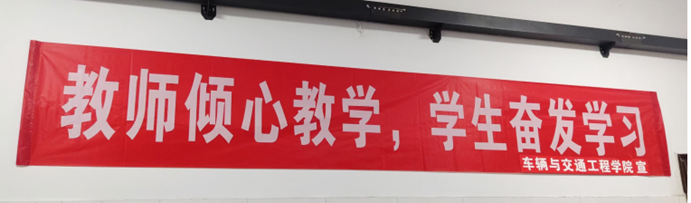 教师倾心教学，学生奋发学习
车辆与交通工程学院 宣